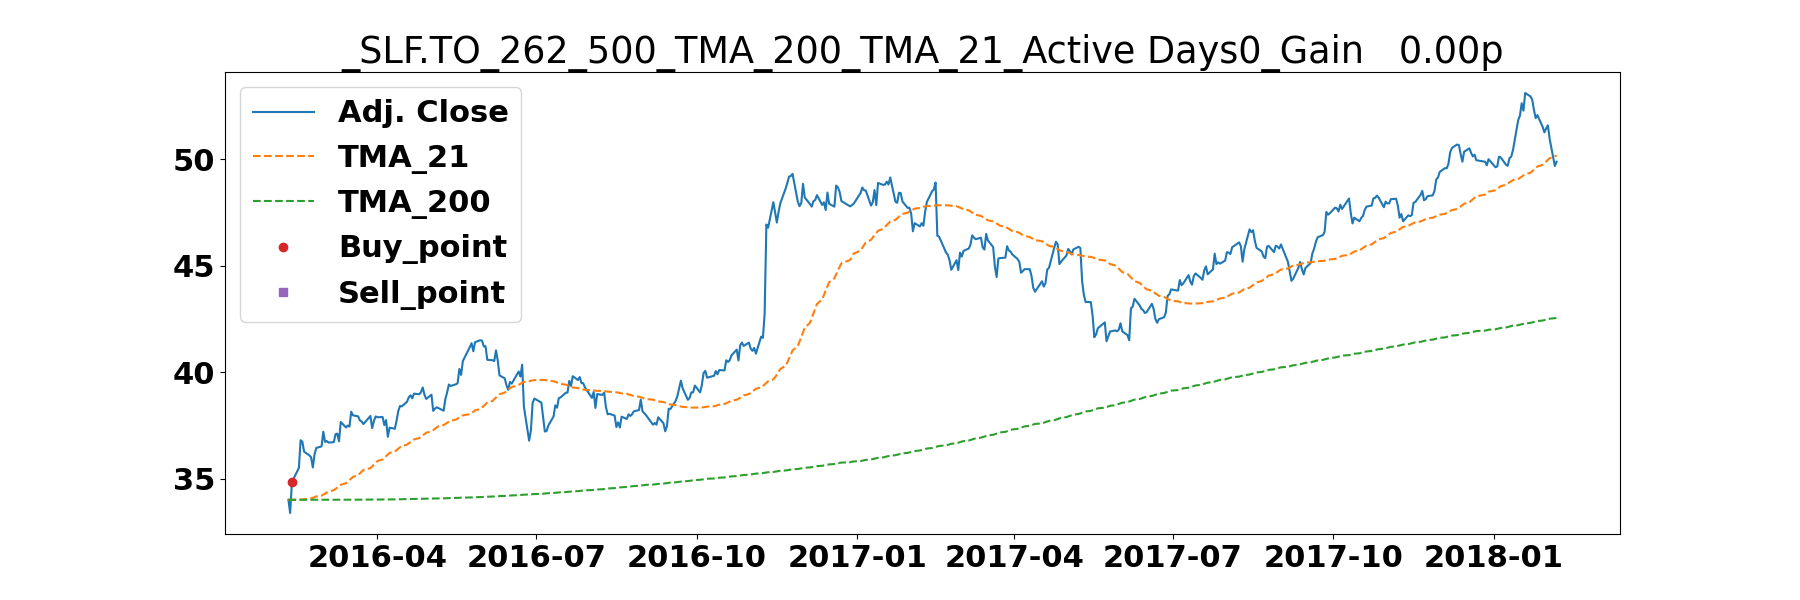 _SLF.TO_262_500_TMA_200_TMA_21_Active Days0_Gain   0.00p
Adj. Close
TMA_21
TMA_200
Buy_point
Sell_point
50
45
40
35
2016-04 2016-07 2016-10 2017-01 2017-04 2017-07 2017-10 2018-01